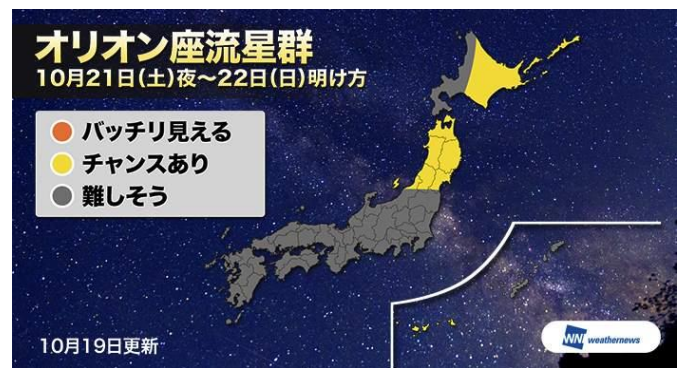 オリオン座流星群
10月21日(土)夜～22日(日)明け方
バッチリ見える
チャンスあり
難しそう
10月19日更新
WNI weathernews